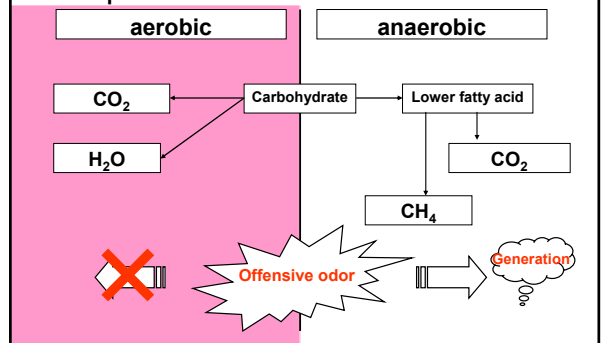 aerobic
anaerobic
CO₂
Carbohydrate
Lower fatty acid
H₂O
CO₂
CH₄
Offensive odor
Generation